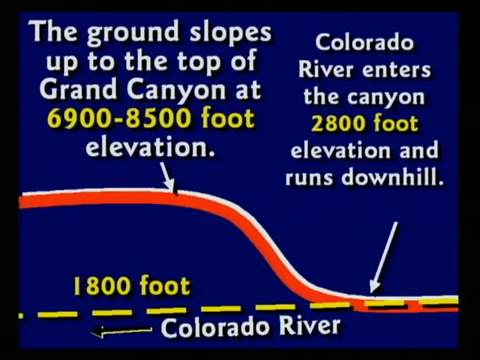 The ground slopes
up to the top of
Grand Canyon at
6900-8500 foot
elevation.
Colorado
River enters
the canyon
2800 foot
elevation and
runs downhill.
1800 foot
Colorado River